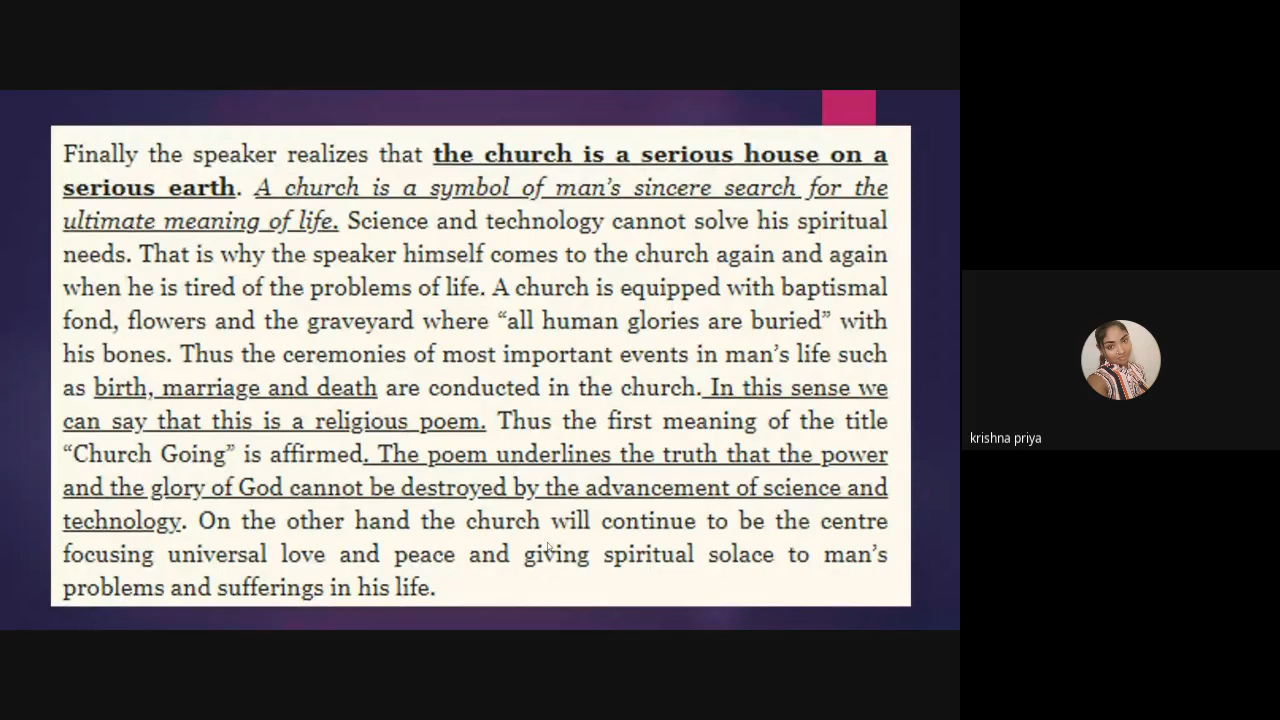 Finally the speaker realizes that the church is a serious house on a
serious earth. A church is a symbol of man's sincere search for the
ultimate meaning of life. Science and technology cannot solve his spiritual
needs. That is why the speaker himself comes to the church again and again
when he is tired of the problems of life. A church is equipped with baptismal
fond, flowers and the graveyard where “all human glories are buried” with
his bones. Thus the ceremonies of most important events in man's life such
as birth, marriage and death are conducted in the church. In this sense we
can say that this is a religious poem. Thus the first meaning of the title
“Church Going” is affirmed. The poem underlines the truth that the power
and the glory of God cannot be destroyed by the advancement of science and
technology. On the other hand the church will continue to be the centre
focusing universal love and peace and giving spiritual solace to man's
problems and sufferings in his life.
krishna priya